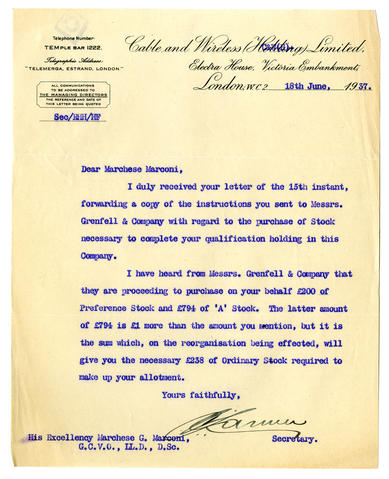 Telephone Number
TEMPLE BAR 1222.
Telegraphic Address:
"TELEMERGA, ESTRAND, LONDON."
ALL COMMUNICATIONS
TO BE ADDRESSED TO
THE MANAGING DIRECTORS
THE REFERENCE AND DATE OF
THIS LETTER BEING QUOTED
Sec/
Cable and Wireless (Holding) Limited.
Electra House, Victoria Embankment,
London, W.C.2 18th June, 1937.
Dear Marchese Marconi,
I duly received your letter of the 15th instant,
forwarding a copy of the instructions you sent to Messrs.
Grenfell & Company with regard to the purchase of Stock
necessary to complete your qualification holding in this
Company.
I have heard from Messrs. Grenfell & Company that
they are proceeding to purchase on your behalf £200 of
Preference Stock and £794 of 'A' Stock. The latter amount
of £794 is £1 more than the amount you mention, but it is
the sum which, on the reorganisation being effected, will
give you the necessary £238 of Ordinary Stock required to
make up your allotment.
Yours faithfully,
Secretary.
His Excellency Marchese G. Marconi,
G.C.V.O., LL.D., D.Sc.